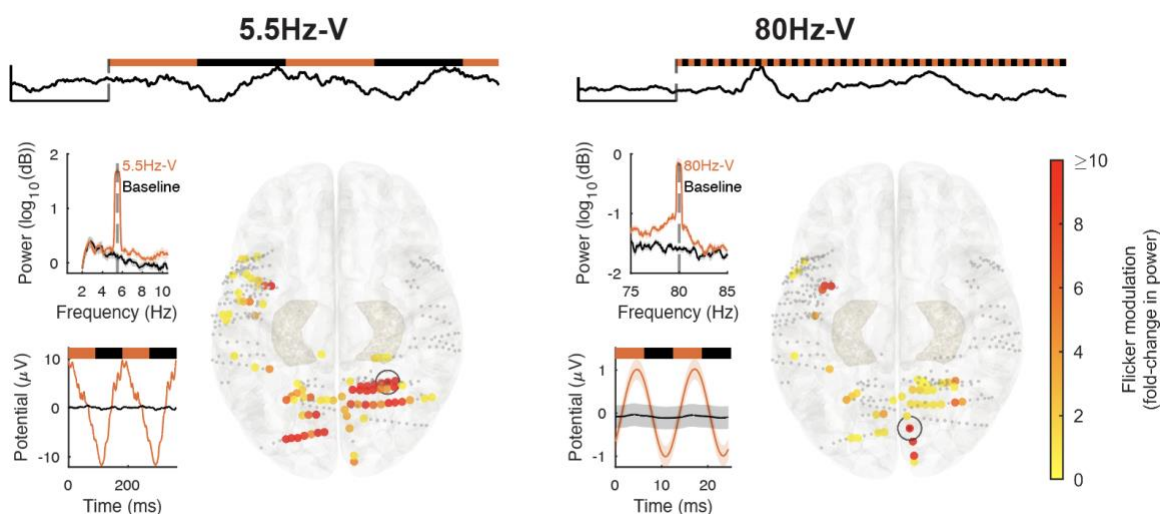 5.5Hz-V
80Hz-V
Power (log10(dB))
2
1
0
5.5Hz-V
Baseline
2 4 6 8 10
Frequency (Hz)
Potential (μV)
10
0
-10
0 200
Time (ms)
Power (log10(dB))
-0
-1
-2
80Hz-V
Baseline
75 80 85
Frequency (Hz)
Potential (μV)
1
-0
-1
0 10 20
Time (ms)
≥10
8
6
4
2
0
Flicker modulation
(fold-change in power)